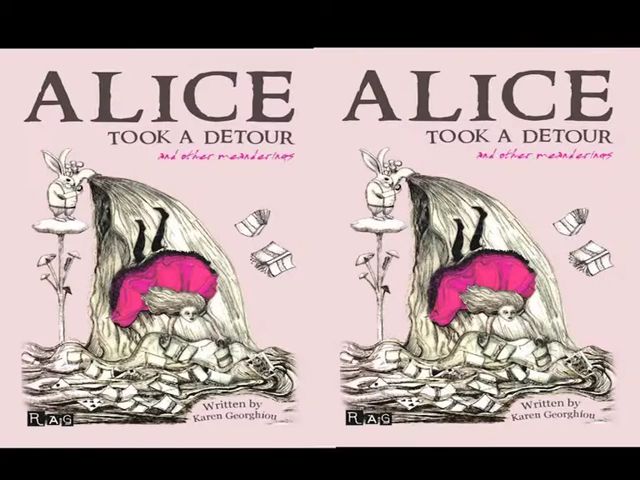 ALICE
TOOK A DETOUR
and other meanderings
RAG
Written by
Karen Georghiou
ALICE
TOOK A DETOUR
and other meanderings
RAG
Written by
Karen Georghiou